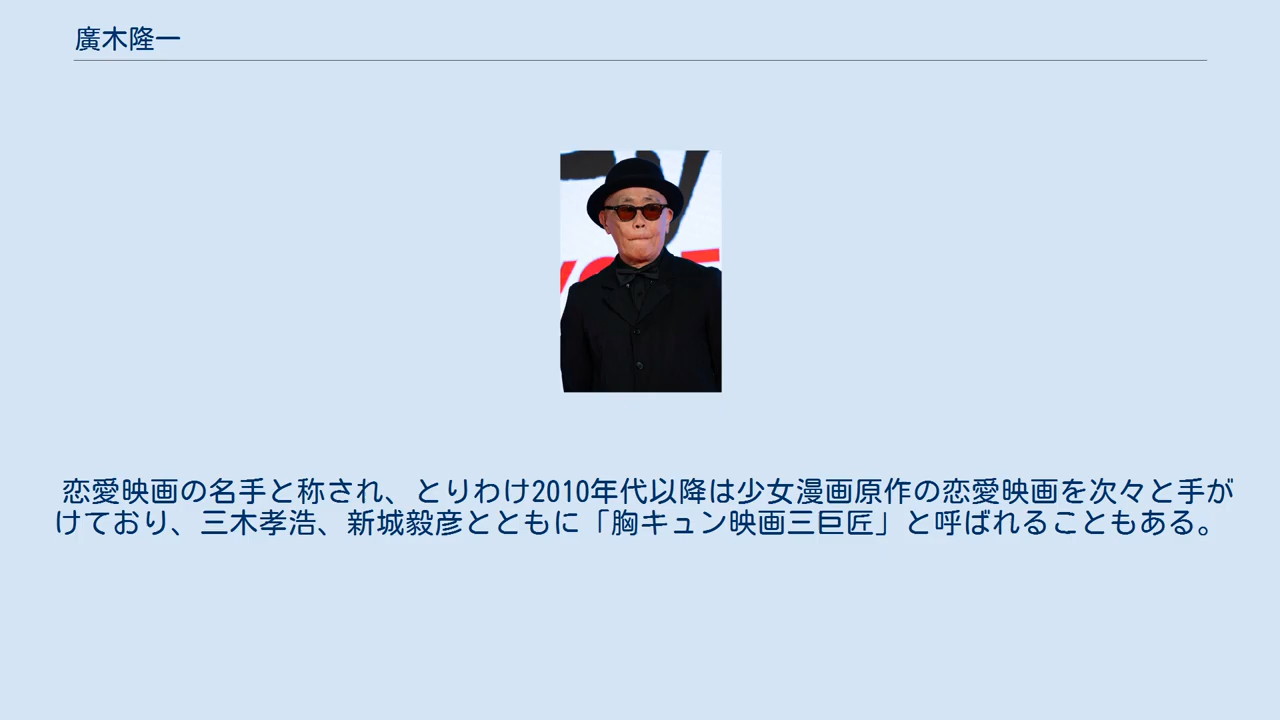 廣木隆一
恋愛映画の名手と称され、とりわけ2010年代以降は少女漫画原作の恋愛映画を次々と手が
けており、三木孝浩、新城毅彦とともに「胸キュン映画三巨匠」と呼ばれることもある。